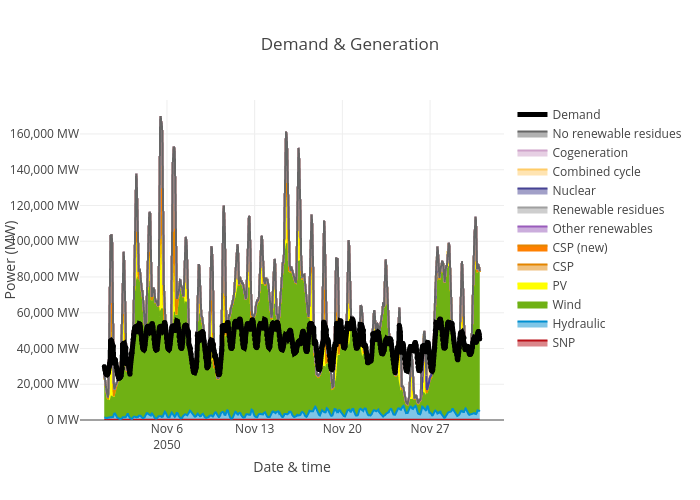 Demand & Generation
Power (MW)
160,000 MW
140,000 MW
120,000 MW
100,000 MW
80,000 MW
60,000 MW
40,000 MW
20,000 MW
0 MW
Nov 6
2050
Nov 13
Nov 20
Nov 27
Date & time
Demand
No renewable residues
Cogeneration
Combined cycle
Nuclear
Renewable residues
Other renewables
CSP (new)
CSP
PV
Wind
Hydraulic
SNP